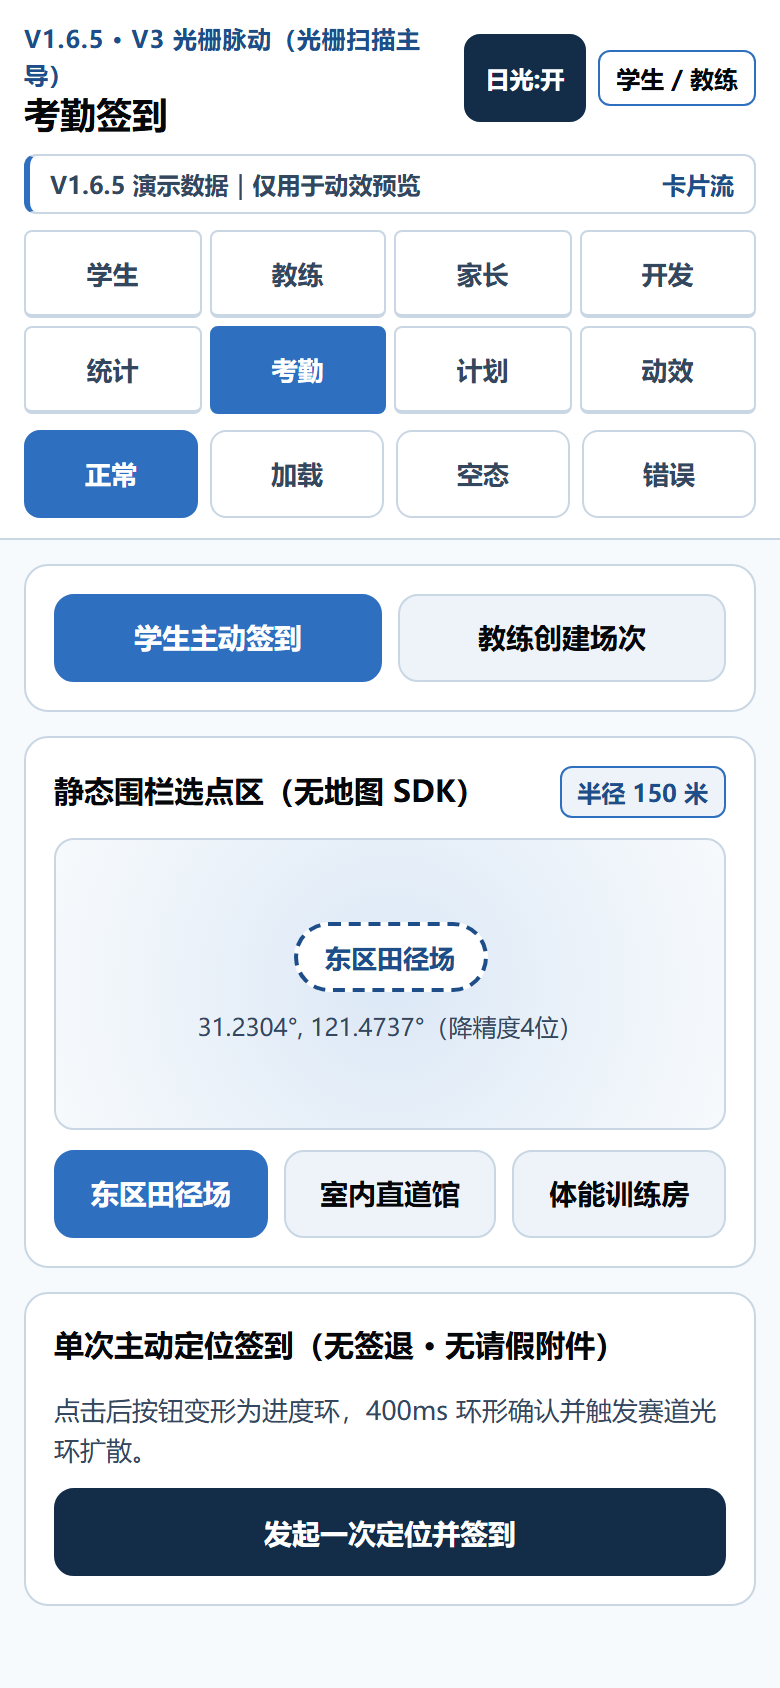 V1.6.5 • V3 光栅脉动（光栅扫描主
导）
考勤签到
日光:开
学生 / 教练
V1.6.5 演示数据｜仅用于动效预览
卡片流
学生
教练
家长
开发
统计
考勤
计划
动效
正常
加载
空态
错误
学生主动签到
教练创建场次
静态围栏选点区（无地图 SDK）
半径 150 米
东区田径场
31.2304°, 121.4737°（降精度4位）
东区田径场
室内直道馆
体能训练房
单次主动定位签到（无签退 • 无请假附件）
点击后按钮变形为进度环，400ms 环形确认并触发赛道光
环扩散。
发起一次定位并签到